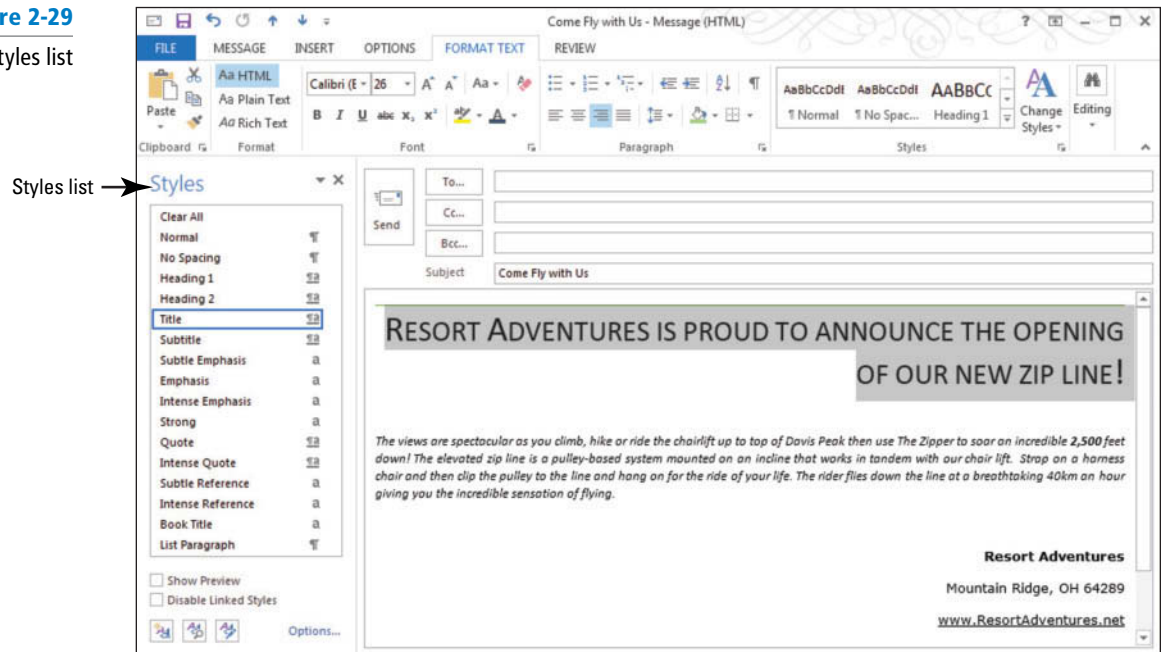 re 2-29
tyles list
Styles list
Come Fly with Us - Message (HTML)
FILE MESSAGE INSERT OPTIONS FORMAT TEXT REVIEW
Paste
Aa HTML
Aa Plain Text
Aa Rich Text
Calibri (E 26 A A Aa
B I U abc X₂ X² aby A
AaBbCcDdI AaBbCcDdI AABBCC
¶ Normal ¶ No Spac... Heading 1
Change Styles
Editing
Clipboard Format Font Paragraph Styles
Styles
Clear All
Normal ¶
No Spacing ¶
Heading 1 ¶a
Heading 2 ¶a
Title ¶a
Subtitle ¶a
Subtle Emphasis a
Emphasis a
Intense Emphasis a
Strong a
Quote ¶a
Intense Quote ¶a
Subtle Reference a
Intense Reference a
Book Title a
List Paragraph ¶
Show Preview
Disable Linked Styles
Options...
Send
To...
Cc...
Bcc...
Subject Come Fly with Us
RESORT ADVENTURES IS PROUD TO ANNOUNCE THE OPENING
OF OUR NEW ZIP LINE!
The views are spectacular as you climb, hike or ride the chairlift up to top of Davis Peak then use The Zipper to soar an incredible 2,500 feet
down! The elevated zip line is a pulley-based system mounted on an incline that works in tandem with our chair lift. Strap on a harness
chair and then clip the pulley to the line and hang on for the ride of your life. The rider flies down the line at a breathtaking 40km an hour
giving you the incredible sensation of flying.
Resort Adventures
Mountain Ridge, OH 64289
www.ResortAdventures.net